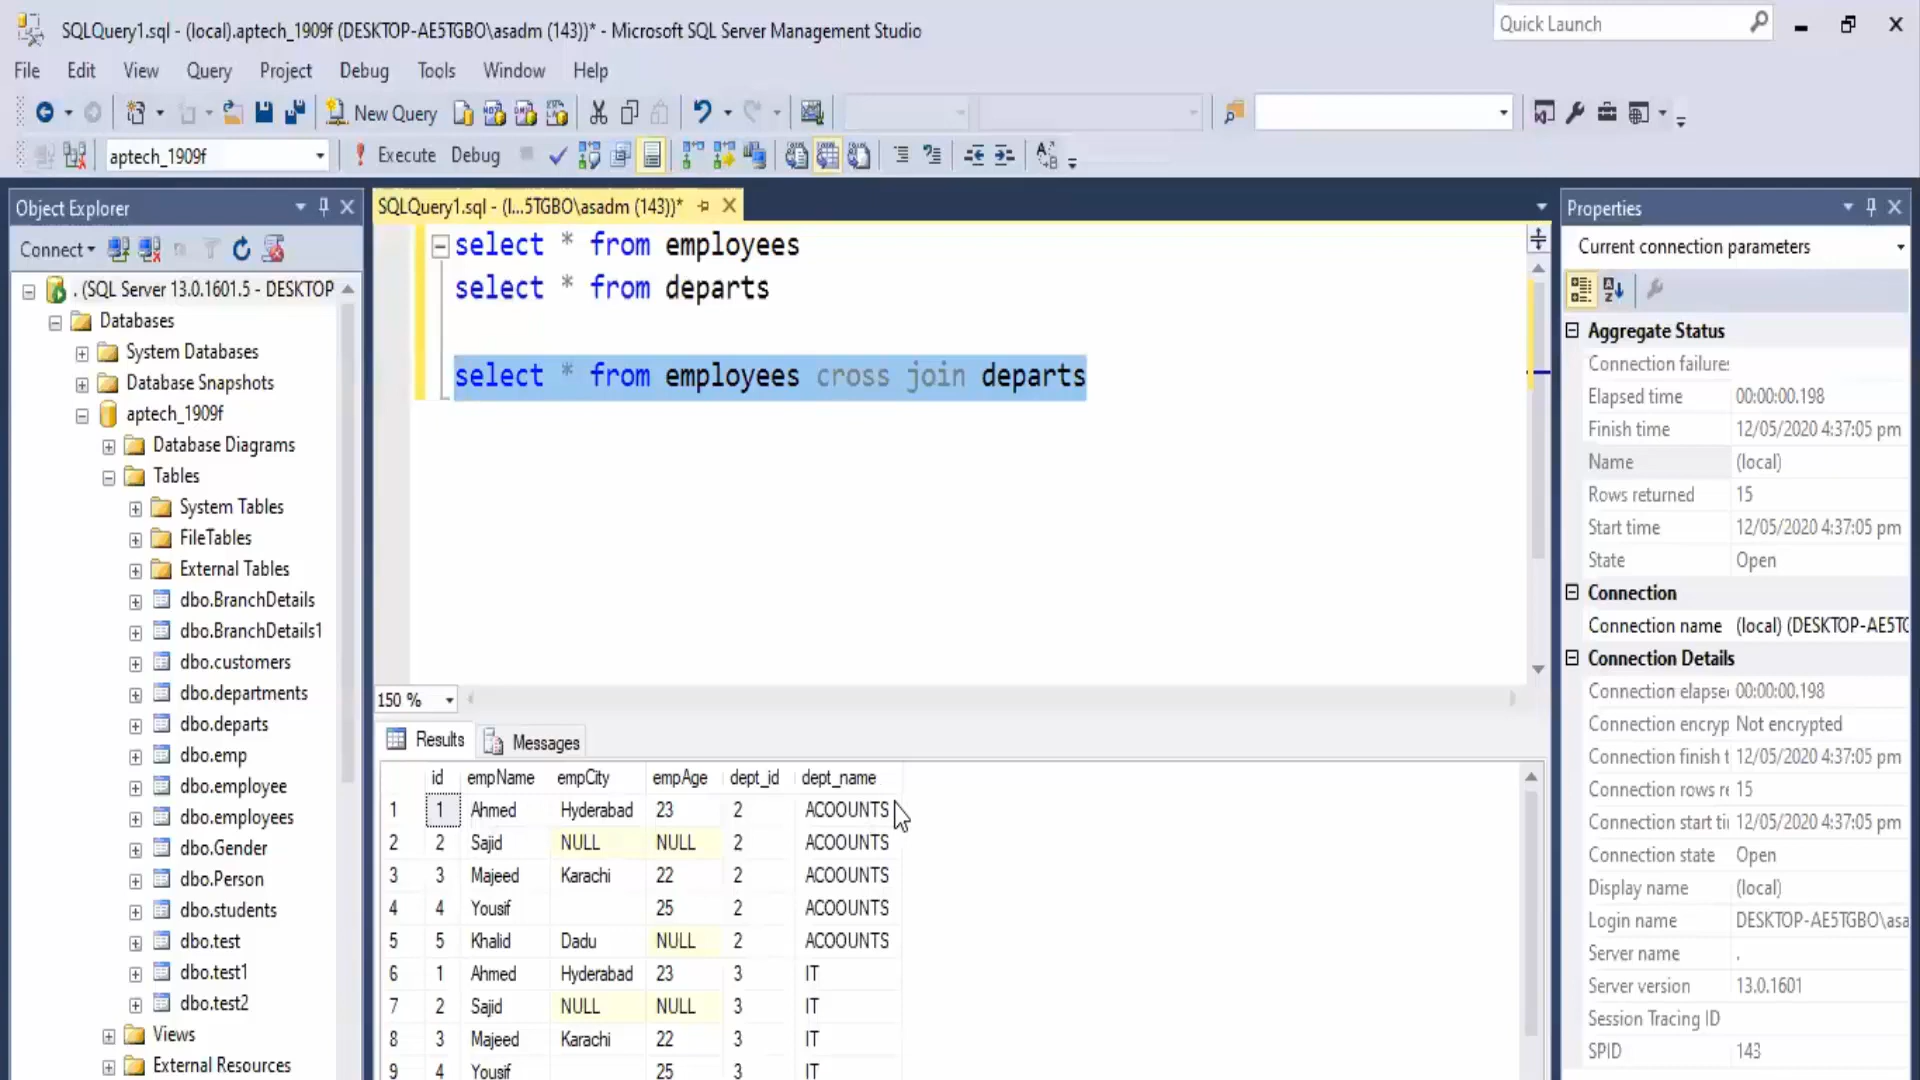 SQLQuery1.sql - (local).aptech_1909f (DESKTOP-AE5TGBO\asadm (143))* - Microsoft SQL Server Management Studio
Quick Launch
File Edit View Query Project Debug Tools Window Help
New Query
aptech_1909f
Execute Debug
Object Explorer
Connect
. (SQL Server 13.0.1601.5 - DESKTOP
Databases
System Databases
Database Snapshots
aptech_1909f
Database Diagrams
Tables
System Tables
FileTables
External Tables
dbo.BranchDetails
dbo.BranchDetails1
dbo.customers
dbo.departments
dbo.departs
dbo.emp
dbo.employee
dbo.employees
dbo.Gender
dbo.Person
dbo.students
dbo.test
dbo.test1
dbo.test2
Views
External Resources
SQLQuery1.sql - (l...5TGBO\asadm (143))*
select * from employees
select * from departs
select * from employees cross join departs
150 %
Results Messages
id empName empCity empAge dept_id dept_name
1 1 Ahmed Hyderabad 23 2 ACOOUNTS
2 2 Sajid NULL NULL 2 ACOOUNTS
3 3 Majeed Karachi 22 2 ACOOUNTS
4 4 Yousif 25 2 ACOOUNTS
5 5 Khalid Dadu NULL 2 ACOOUNTS
6 1 Ahmed Hyderabad 23 3 IT
7 2 Sajid NULL NULL 3 IT
8 3 Majeed Karachi 22 3 IT
9 4 Yousif 25 3 IT
Properties
Current connection parameters
Aggregate Status
Connection failures
Elapsed time 00:00:00.198
Finish time 12/05/2020 4:37:05 pm
Name (local)
Rows returned 15
Start time 12/05/2020 4:37:05 pm
State Open
Connection
Connection name (local) (DESKTOP-AE5TG
Connection Details
Connection elapse 00:00:00.198
Connection encryp Not encrypted
Connection finish t 12/05/2020 4:37:05 pm
Connection rows re 15
Connection start ti 12/05/2020 4:37:05 pm
Connection state Open
Display name (local)
Login name DESKTOP-AE5TGBO\asa
Server name .
Server version 13.0.1601
Session Tracing ID
SPID 143